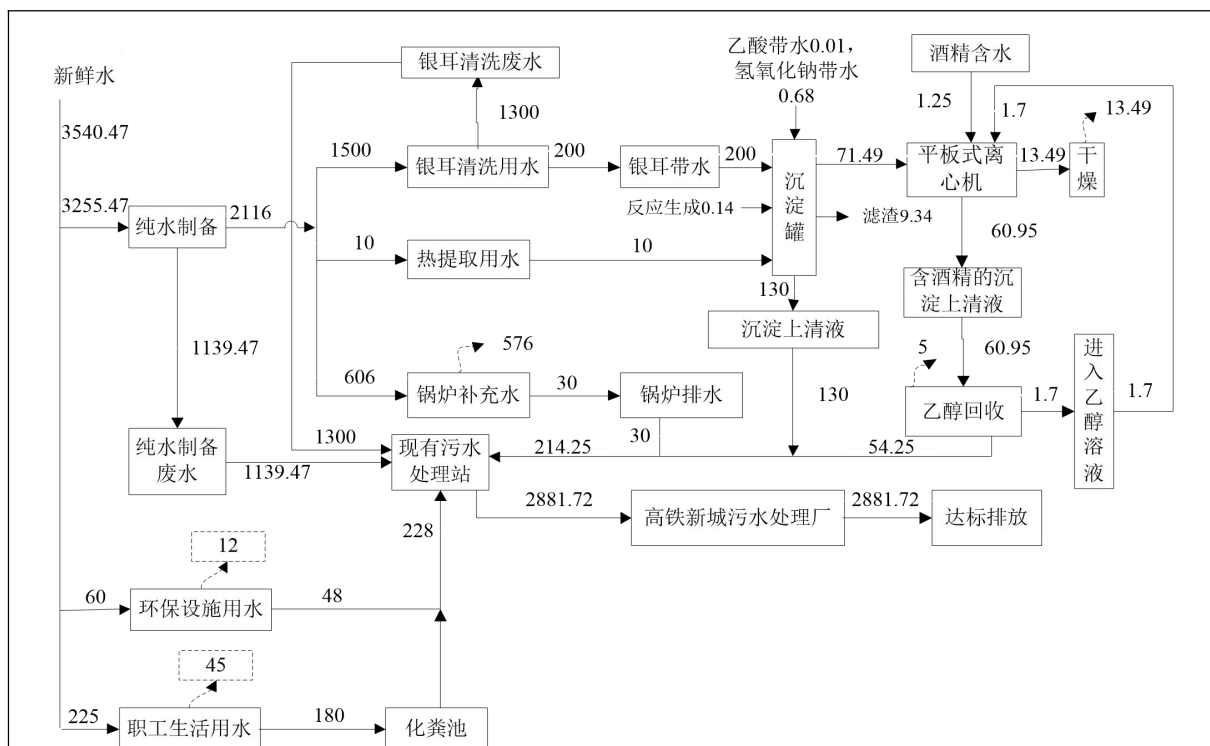 新鲜水
3540.47
3255.47
纯水制备
2116
1139.47
纯水制备
废水
1139.47
银耳清洗废水
1300
1500
银耳清洗用水
200
银耳带水
200
10
热提取用水
10
606
锅炉补充水
576
30
锅炉排水
30
1300
现有污水
处理站
214.25
乙酸带水0.01，
氢氧化钠带水
0.68
沉
淀
罐
反应生成0.14
滤渣9.34
71.49
130
沉淀上清液
130
酒精含水
1.25
1.7
平板式离
心机
13.49
13.49
干
燥
60.95
含酒精的沉
淀上清液
60.95
5
乙醇回收
1.7
进
入
乙
醇
溶
液
1.7
54.25
2881.72
高铁新城污水处理厂
2881.72
达标排放
228
60
环保设施用水
12
48
225
职工生活用水
45
180
化粪池